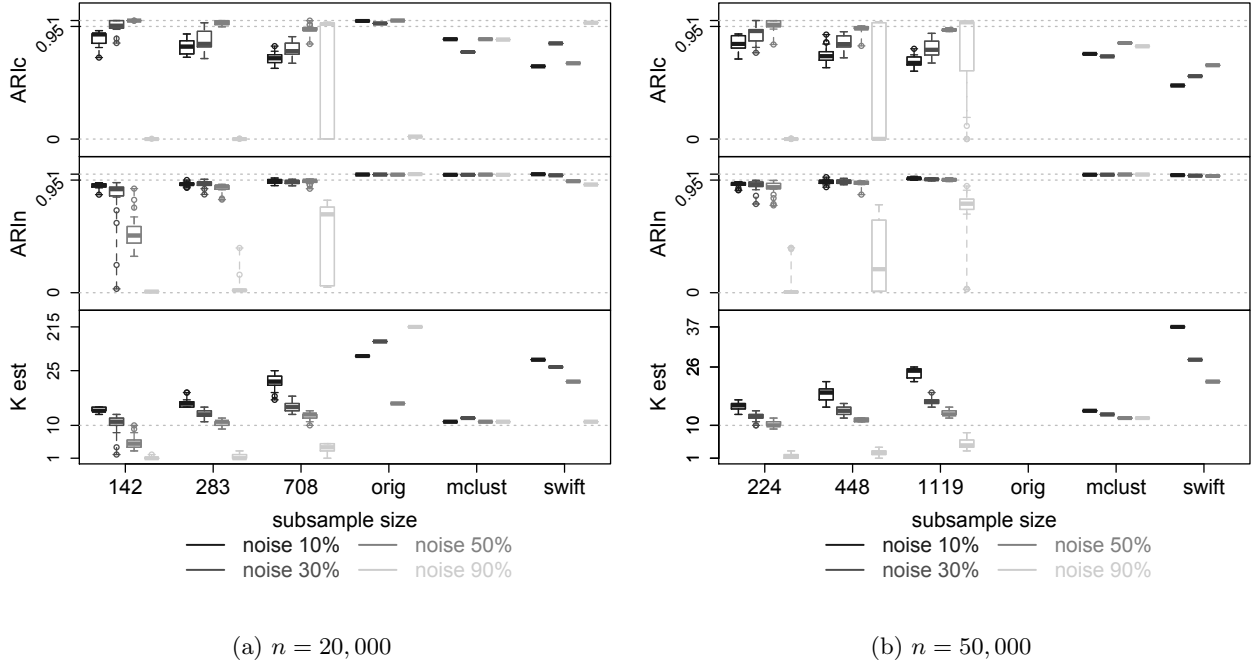 ARIc
0.95
1
0
ARIn
0.95
1
0
K est
215
25
10
1
142 283 708 orig mclust swift
subsample size
noise 10% noise 50%
noise 30% noise 90%
(a) n = 20,000
ARIc
0.95
1
0
ARIn
0.95
1
0
K est
37
26
10
1
224 448 1119 orig mclust swift
subsample size
noise 10% noise 50%
noise 30% noise 90%
(b) n = 50,000